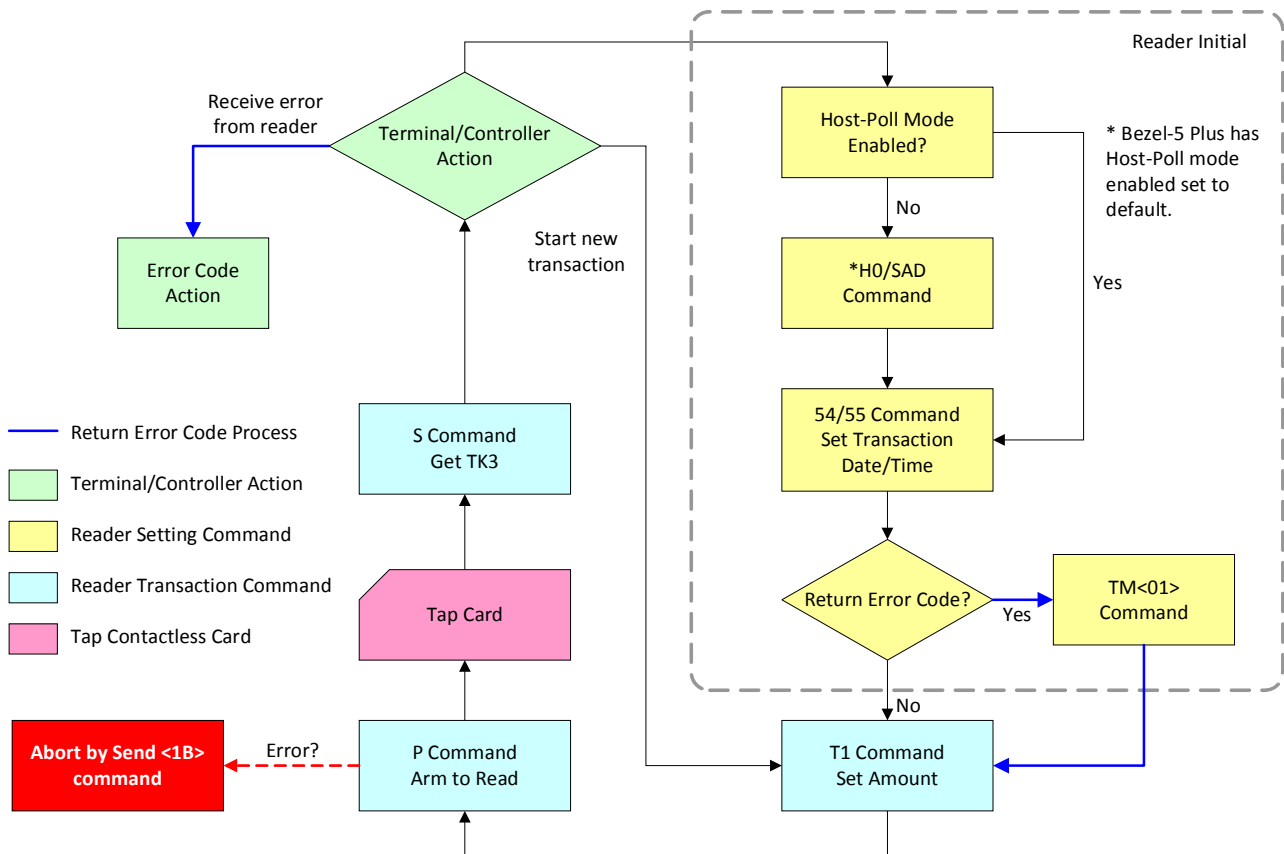 Reader Initial
Receive error
from reader
Terminal/Controller
Action
Host-Poll Mode
Enabled?
* Bezel-5 Plus has
Host-Poll mode
enabled set to
default.
No
Start new
transaction
Error Code
Action
*H0/SAD
Command
Yes
54/55 Command
Set Transaction
Date/Time
S Command
Get TK3
Return Error Code Process
Terminal/Controller Action
Reader Setting Command
Reader Transaction Command
Tap Contactless Card
Tap Card
Return Error Code?
Yes
TM<01>
Command
No
Abort by Send <1B>
command
Error?
P Command
Arm to Read
T1 Command
Set Amount